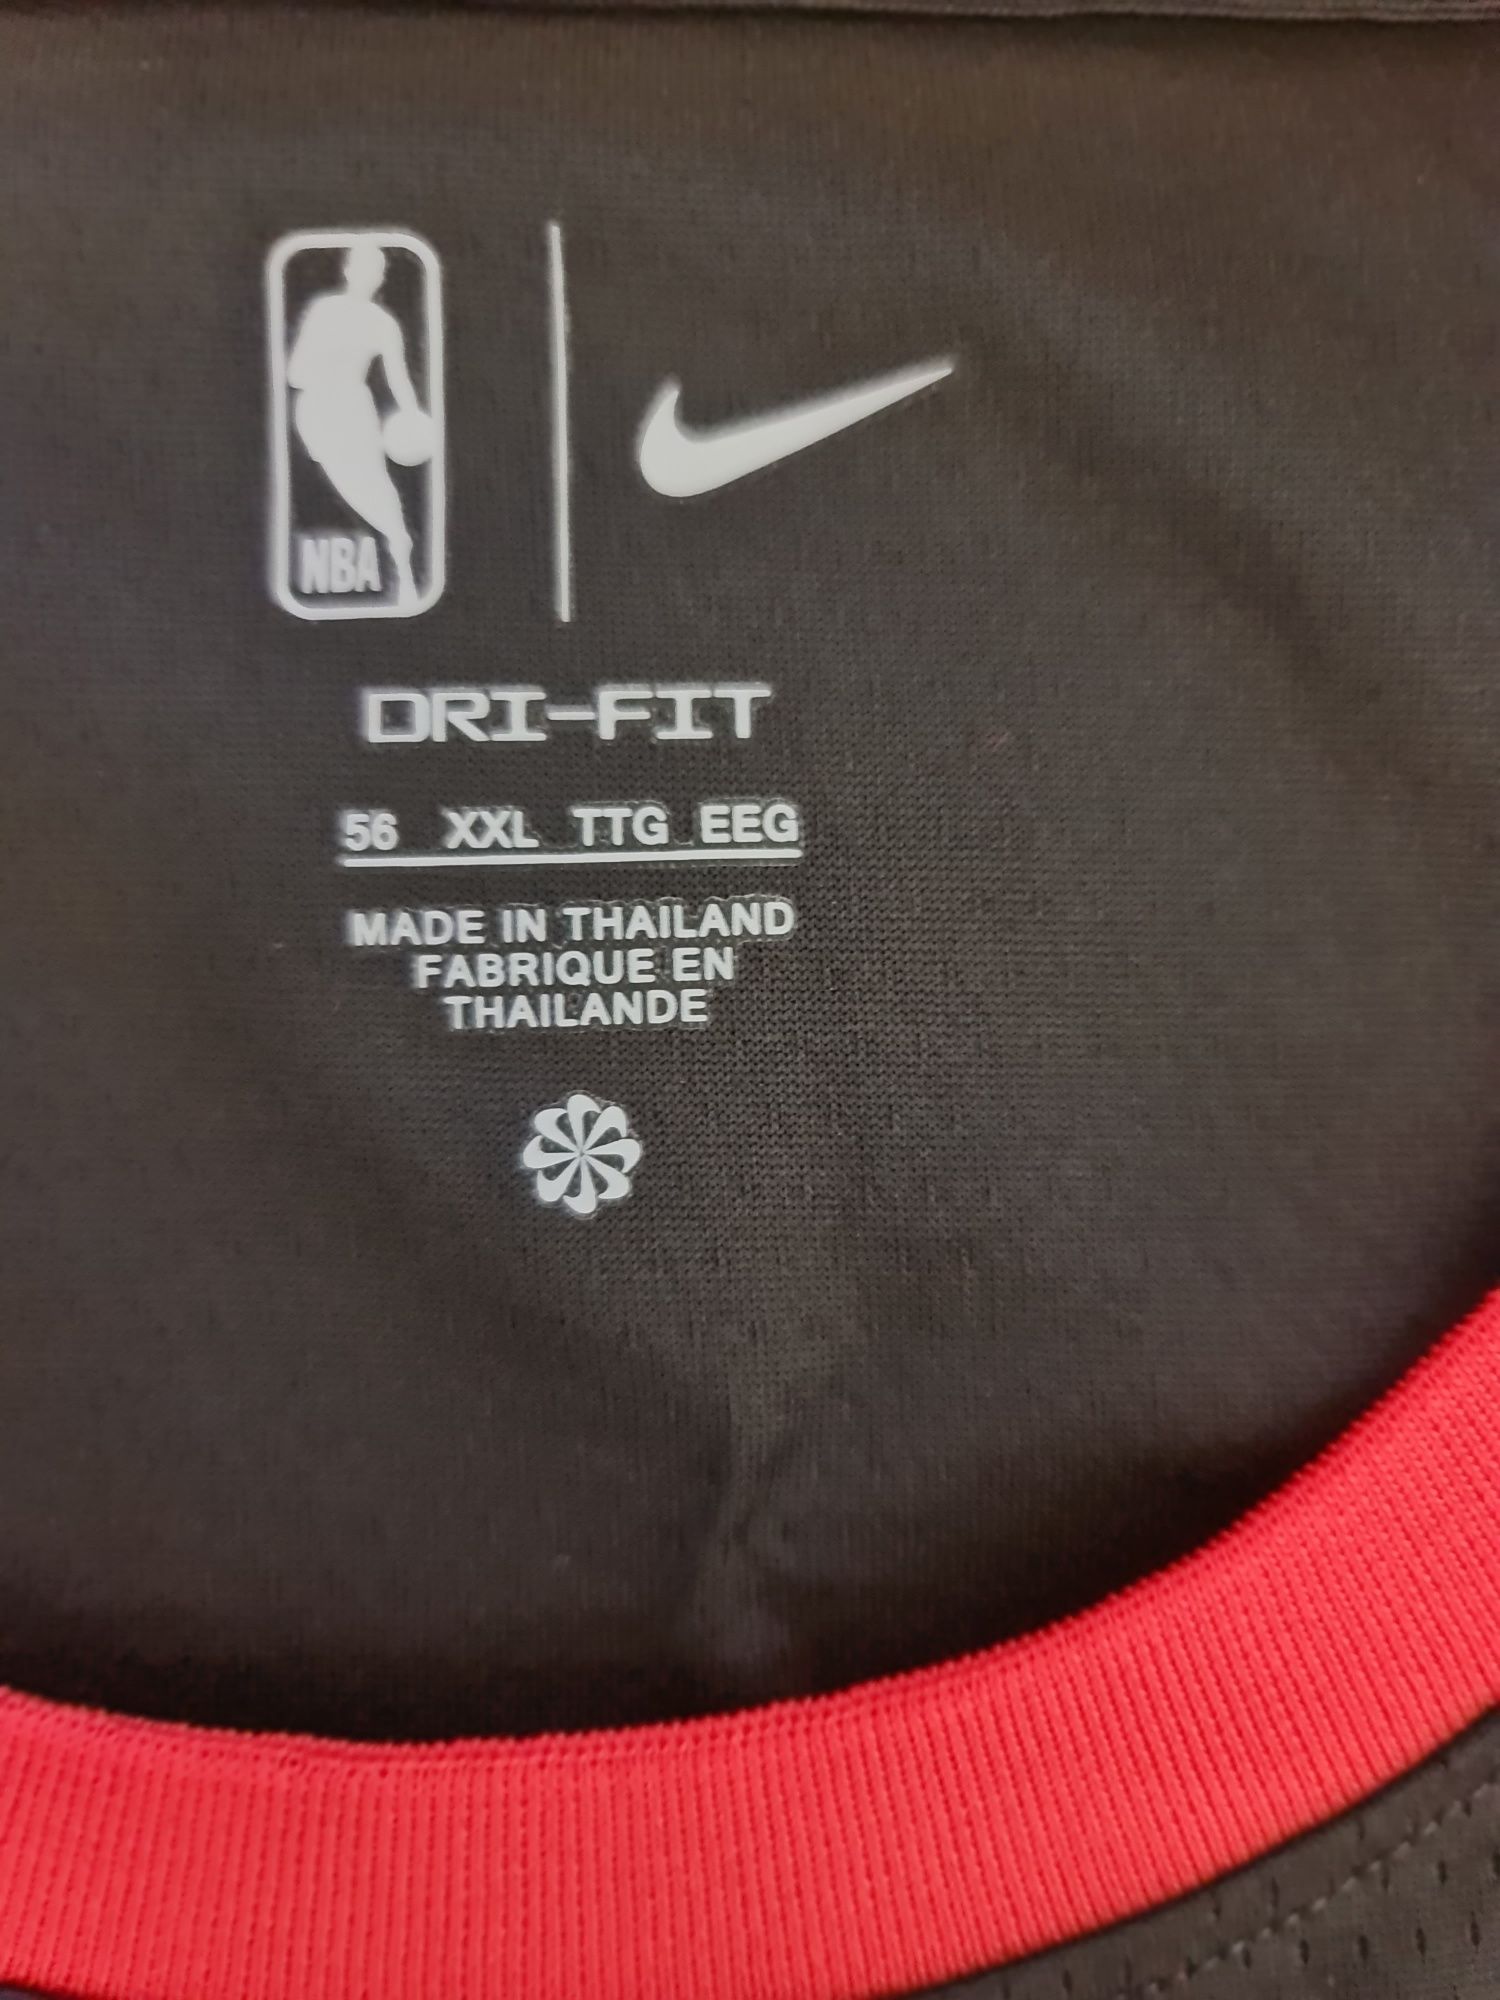 NBA
DRI-FIT
56 XXL TTG EEG
MADE IN THAILAND
FABRIQUE EN
THAILANDE